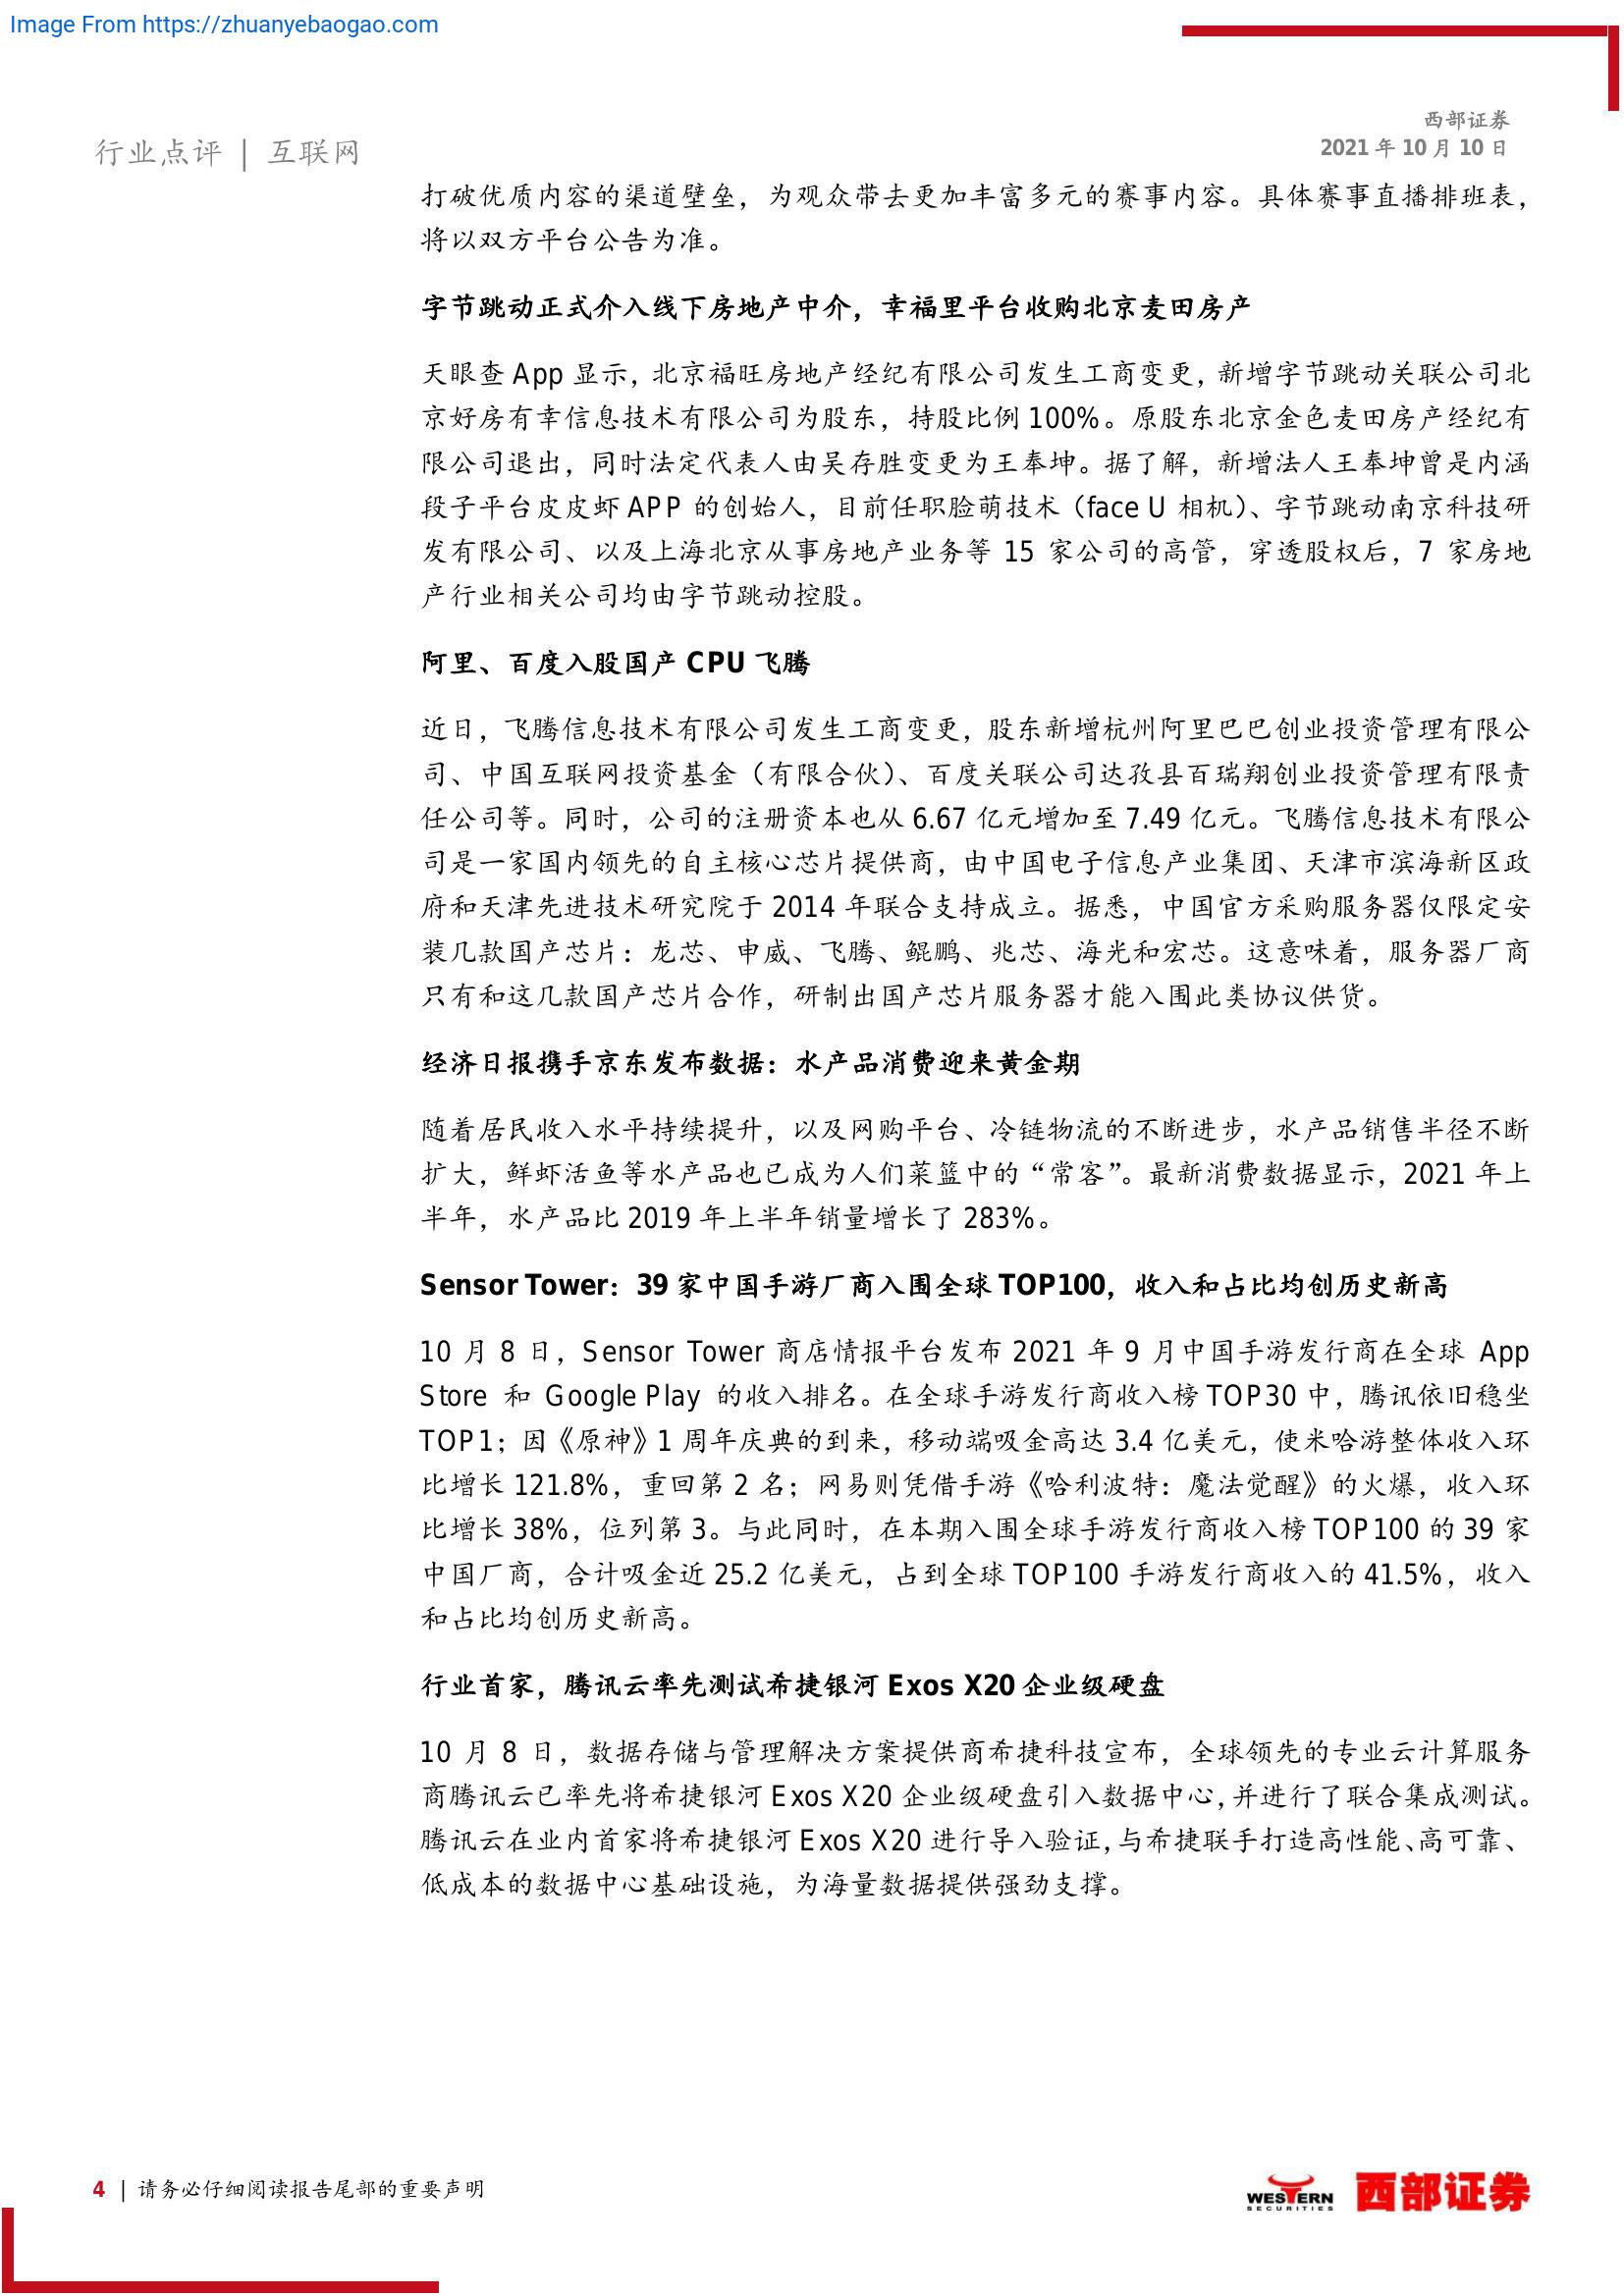 Image From https://zhuanyebaogao.com
西部证券
2021 年 10 月 10 日
行业点评 | 互联网
打破优质内容的渠道壁垒，为观众带去更加丰富多元的赛事内容。具体赛事直播排班表，
将以双方平台公告为准。
字节跳动正式介入线下房地产中介，幸福里平台收购北京麦田房产
天眼查 App 显示，北京福旺房地产经纪有限公司发生工商变更，新增字节跳动关联公司北
京好房有幸信息技术有限公司为股东，持股比例 100%。原股东北京金色麦田房产经纪有
限公司退出，同时法定代表人由吴存胜变更为王奉坤。据了解，新增法人王奉坤曾是内涵
段子平台皮皮虾 APP 的创始人，目前任职脸萌技术（face U 相机）、字节跳动南京科技研
发有限公司、以及上海北京从事房地产业务等 15 家公司的高管，穿透股权后，7 家房地
产行业相关公司均由字节跳动控股。
阿里、百度入股国产 CPU 飞腾
近日，飞腾信息技术有限公司发生工商变更，股东新增杭州阿里巴巴创业投资管理有限公
司、中国互联网投资基金（有限合伙）、百度关联公司达孜县百瑞翔创业投资管理有限责
任公司等。同时，公司的注册资本也从 6.67 亿元增加至 7.49 亿元。飞腾信息技术有限公
司是一家国内领先的自主核心芯片提供商，由中国电子信息产业集团、天津市滨海新区政
府和天津先进技术研究院于 2014 年联合支持成立。据悉，中国官方采购服务器仅限定安
装几款国产芯片：龙芯、申威、飞腾、鲲鹏、兆芯、海光和宏芯。这意味着，服务器厂商
只有和这几款国产芯片合作，研制出国产芯片服务器才能入围此类协议供货。
经济日报携手京东发布数据：水产品消费迎来黄金期
随着居民收入水平持续提升，以及网购平台、冷链物流的不断进步，水产品销售半径不断
扩大，鲜虾活鱼等水产品也已成为人们菜篮中的“常客”。最新消费数据显示，2021 年上
半年，水产品比 2019 年上半年销量增长了 283%。
Sensor Tower：39 家中国手游厂商入围全球 TOP100，收入和占比均创历史新高
10 月 8 日，Sensor Tower 商店情报平台发布 2021 年 9 月中国手游发行商在全球 App
Store 和 Google Play 的收入排名。在全球手游发行商收入榜 TOP30 中，腾讯依旧稳坐
TOP1；因《原神》1 周年庆典的到来，移动端吸金高达 3.4 亿美元，使米哈游整体收入环
比增长 121.8%，重回第 2 名；网易则凭借手游《哈利波特：魔法觉醒》的火爆，收入环
比增长 38%，位列第 3。与此同时，在本期入围全球手游发行商收入榜 TOP100 的 39 家
中国厂商，合计吸金近 25.2 亿美元，占到全球 TOP100 手游发行商收入的 41.5%，收入
和占比均创历史新高。
行业首家，腾讯云率先测试希捷银河 Exos X20 企业级硬盘
10 月 8 日，数据存储与管理解决方案提供商希捷科技宣布，全球领先的专业云计算服务
商腾讯云已率先将希捷银河 Exos X20 企业级硬盘引入数据中心，并进行了联合集成测试。
腾讯云在业内首家将希捷银河 Exos X20 进行导入验证，与希捷联手打造高性能、高可靠、
低成本的数据中心基础设施，为海量数据提供强劲支撑。
4 | 请务必仔细阅读报告尾部的重要声明
WESTERN
SECURITIES
西部证券